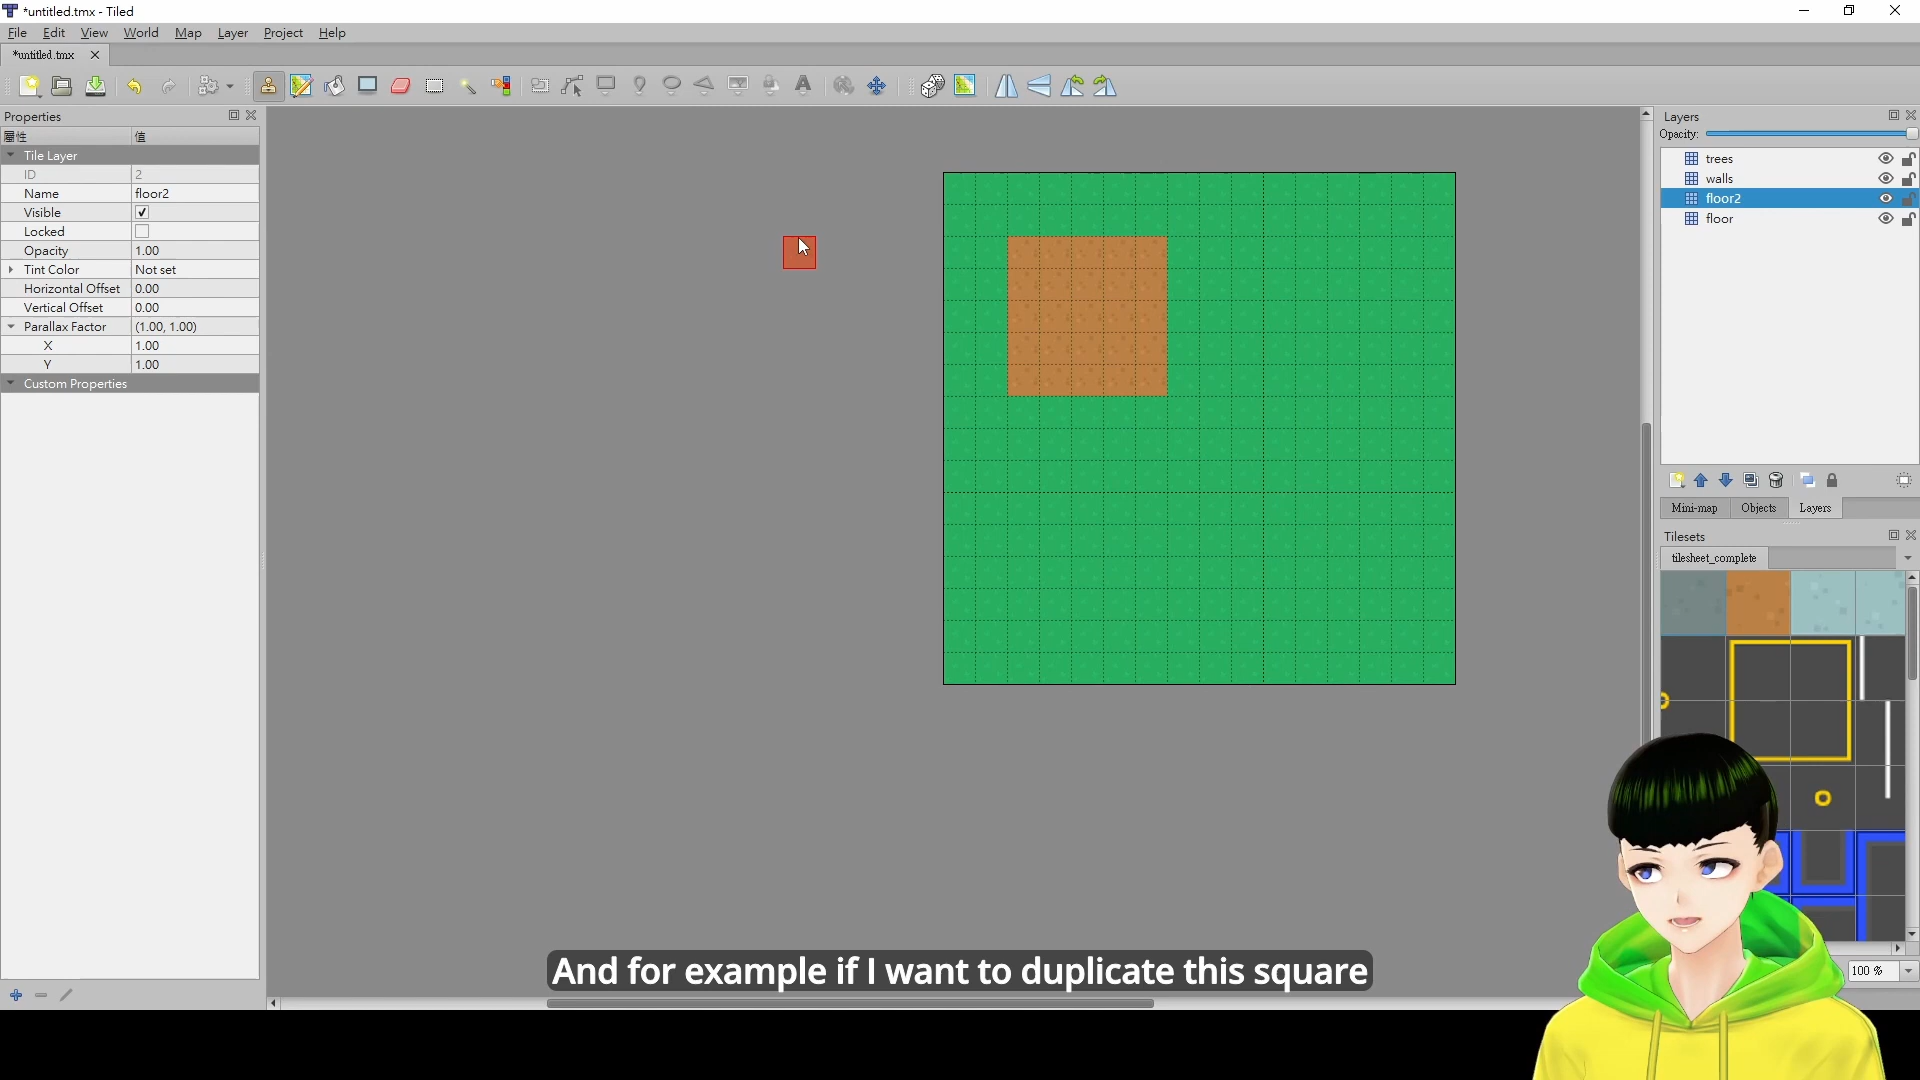 *untitled.tmx - Tiled
File Edit View World Map Layer Project Help
*untitled.tmx
Properties
屬性 值
Tile Layer
ID 2
Name floor2
Visible
Locked
Opacity 1.00
Tint Color Not set
Horizontal Offset 0.00
Vertical Offset 0.00
Parallax Factor (1.00, 1.00)
X 1.00
Y 1.00
Custom Properties
Layers
Opacity:
trees
walls
floor2
floor
Mini-map Objects Layers
Tilesets
tilesheet_complete
100 %
And for example if I want to duplicate this square